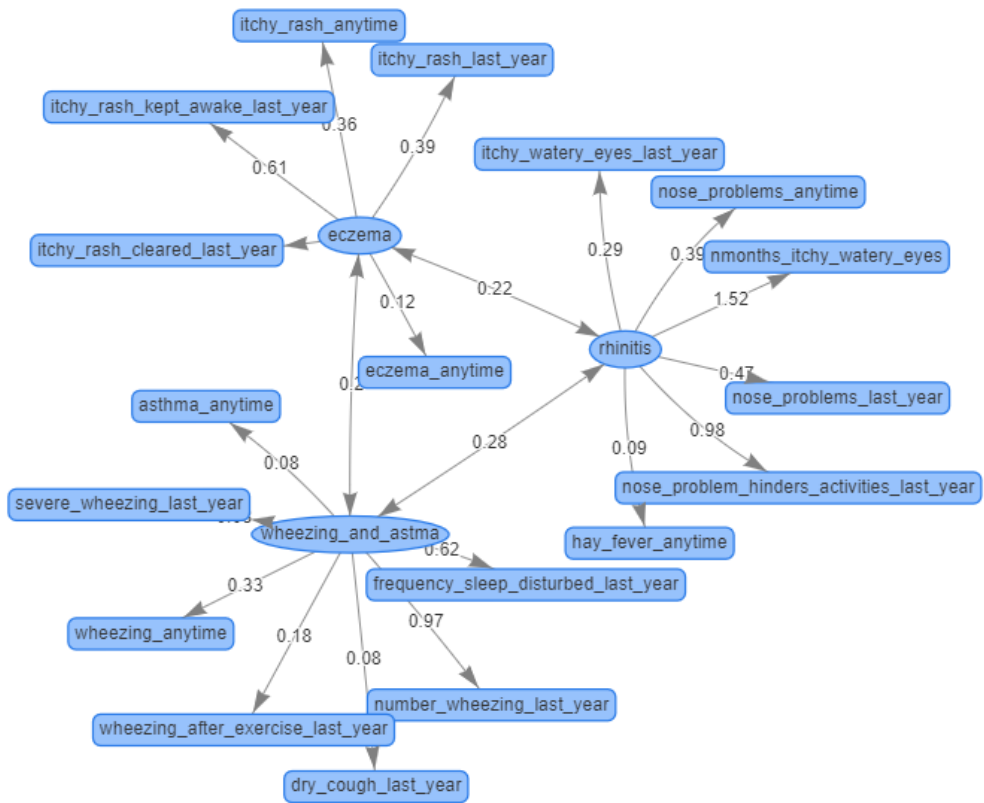 itchy_rash_anytime
itchy_rash_last_year
itchy_rash_kept_awake_last_year
0.36
0.39
itchy_watery_eyes_last_year
0.61
nose_problems_anytime
eczema
itchy_rash_cleared_last_year
0.29
0.39
nmonths_itchy_watery_eyes
0.22
0.12
1.52
rhinitis
eczema_anytime
0.47
nose_problems_last_year
asthma_anytime
0.28
0.98
0.09
0.08
nose_problem_hinders_activities_last_year
severe_wheezing_last_year
wheezing_and_astma
hay_fever_anytime
0.62
frequency_sleep_disturbed_last_year
0.33
0.97
wheezing_anytime
0.18
0.08
number_wheezing_last_year
wheezing_after_exercise_last_year
dry_cough_last_year